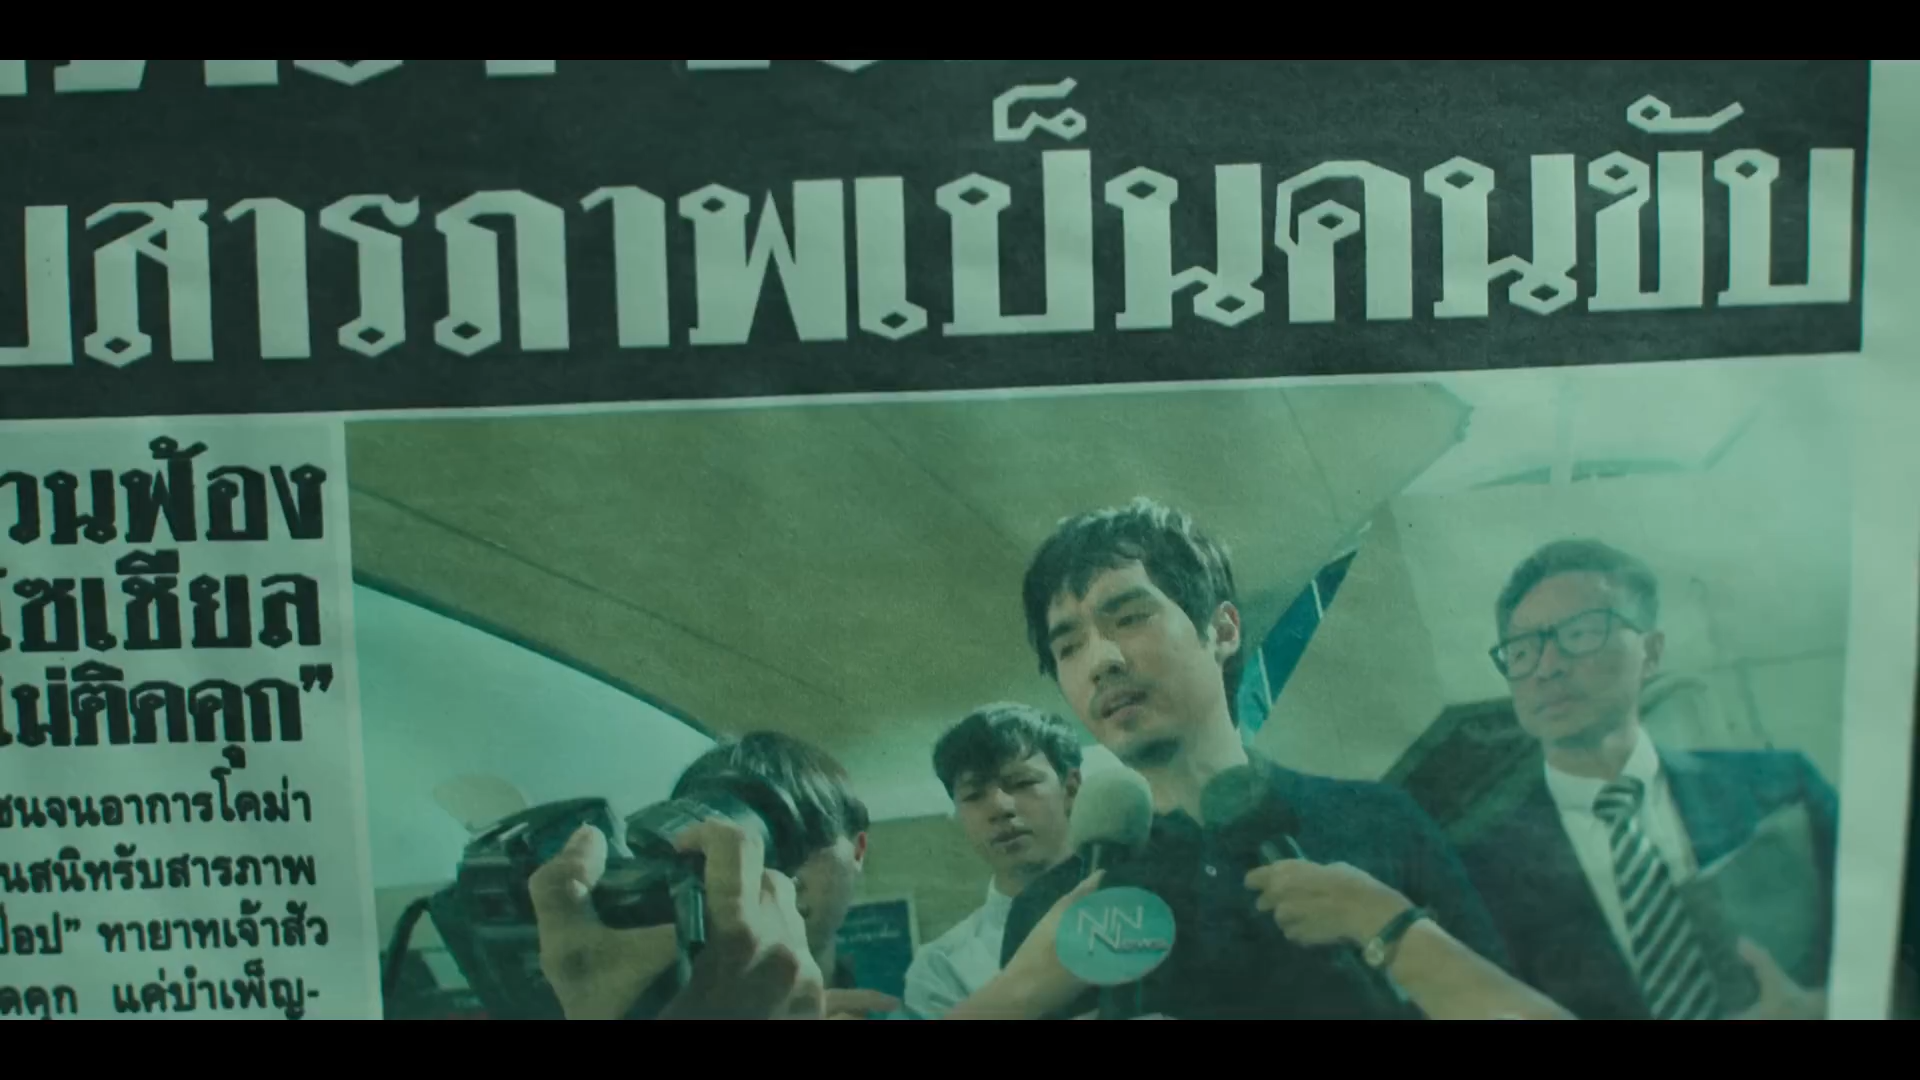 บสารภาพเป็นคนขับ
วนฟ้อง
โซเชียล
ไม่ติดคุก”
ชนจนอาการโคม่า
นสนิทรับสารภาพ
ป๊อป” ทายาทเจ้าสัว
ดคุก แค่บำเพ็ญ-
NNNews